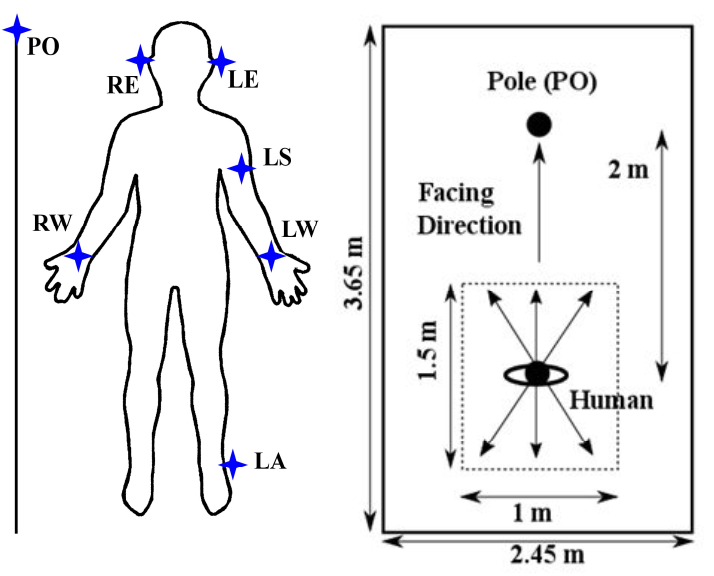 PO
RE
LE
LS
RW
LW
LA
Pole (PO)
2 m
Facing
Direction
3.65 m
1.5 m
Human
1 m
2.45 m